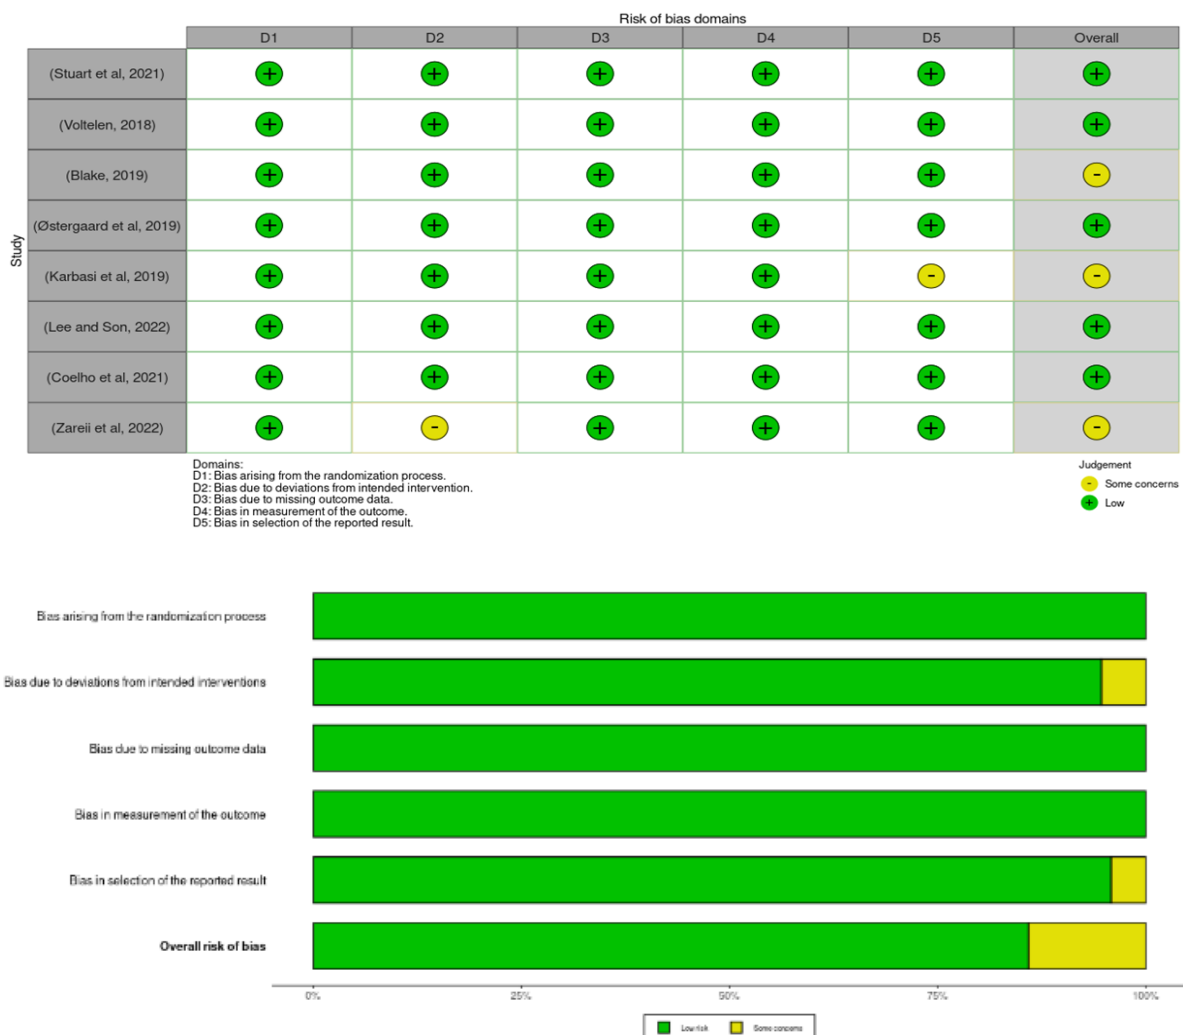 Risk of bias domains
D1 D2 D3 D4 D5 Overall
Study
(Stuart et al, 2021) + + + + + +
(Voltelen, 2018) + + + + + +
(Blake, 2019) + + + + + -
(Østergaard et al, 2019) + + + + + +
(Karbasi et al, 2019) + + + + - -
(Lee and Son, 2022) + + + + + +
(Coelho et al, 2021) + + + + + +
(Zareii et al, 2022) + - + + + -
Domains:
D1: Bias arising from the randomization process.
D2: Bias due to deviations from intended intervention.
D3: Bias due to missing outcome data.
D4: Bias in measurement of the outcome.
D5: Bias in selection of the reported result.
Judgement
- Some concerns
+ Low
Bias arising from the randomization process
Bias due to deviations from intended interventions
Bias due to missing outcome data
Bias in measurement of the outcome
Bias in selection of the reported result
Overall risk of bias
0% 25% 50% 75% 100%
Low risk Some concerns